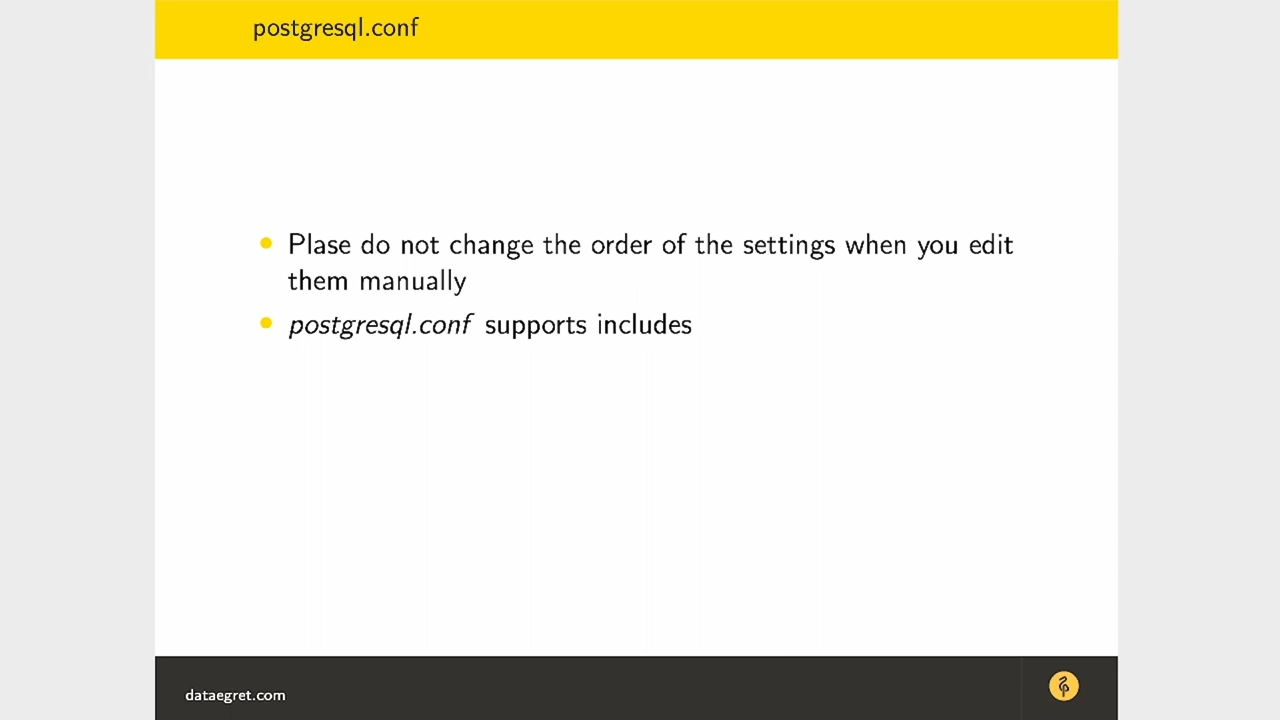 postgresql.conf
Plase do not change the order of the settings when you edit
them manually
postgresql.conf supports includes
dataegret.com